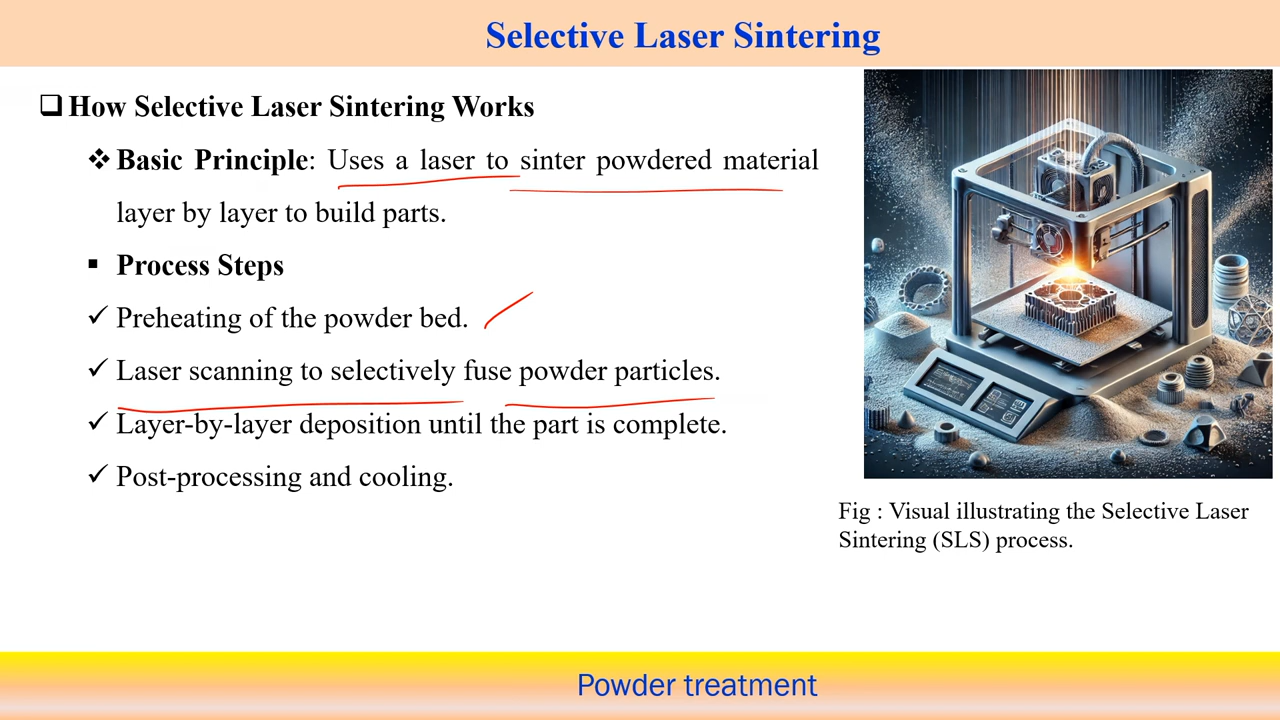 Selective Laser Sintering
How Selective Laser Sintering Works
Basic Principle: Uses a laser to sinter powdered material
layer by layer to build parts.
Process Steps
Preheating of the powder bed.
Laser scanning to selectively fuse powder particles.
Layer-by-layer deposition until the part is complete.
Post-processing and cooling.
Fig : Visual illustrating the Selective Laser
Sintering (SLS) process.
Powder treatment